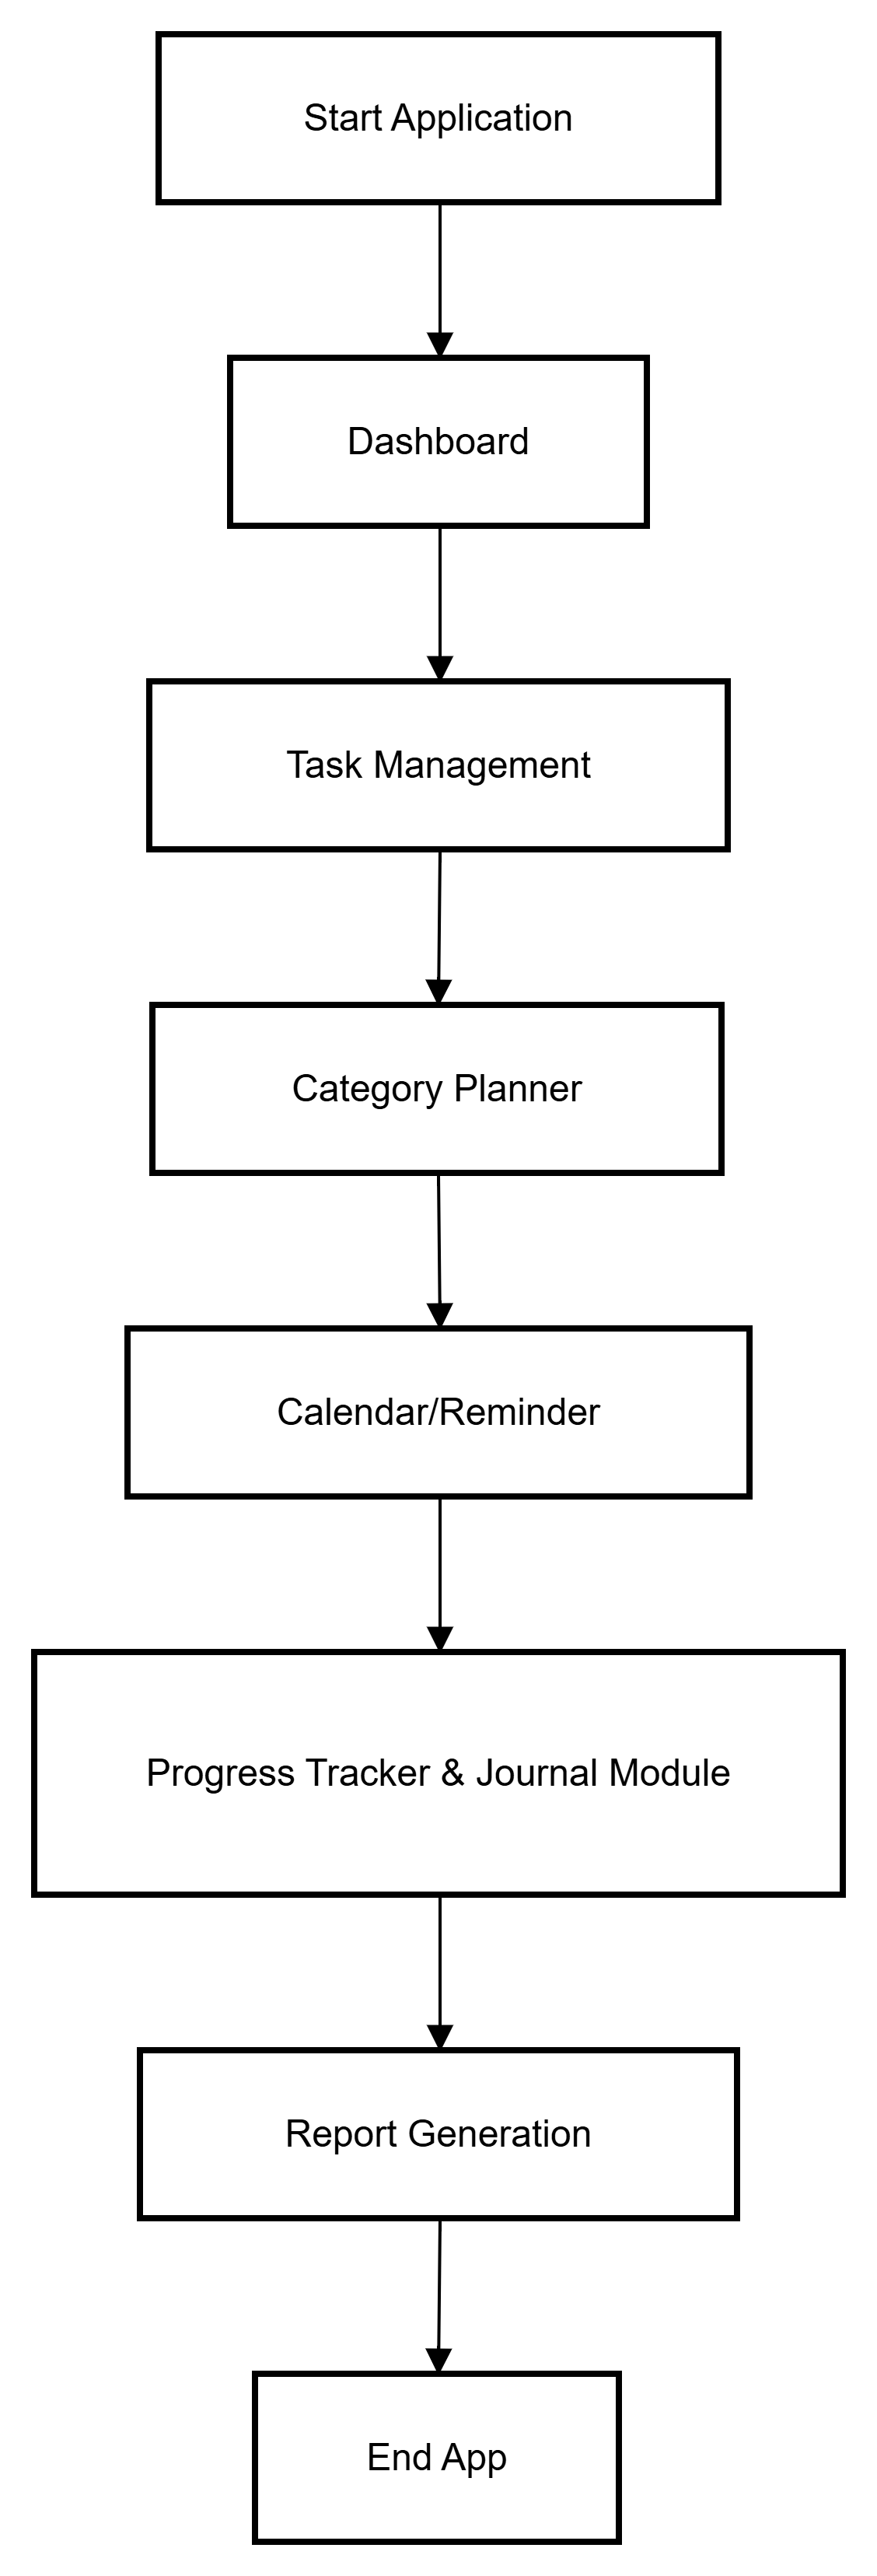 Start Application
Dashboard
Task Management
Category Planner
Calendar/Reminder
Progress Tracker & Journal Module
Report Generation
End App